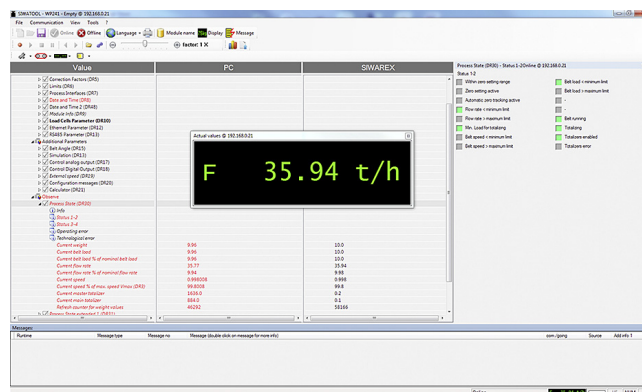 SIWATOOL - WP241 - Empty @ 192.168.0.21
File Communication View Tools ?
Online Offline Language Module name Display Message
factor: 1 X
Value PC SIWAREX
Correction Factors (DR5)
Limits (DR6)
Process Interfaces (DR7)
Date and Time (DR8)
Date and Time 2 (DR48)
Module Info (DR9)
Load Cells Parameter (DR10)
Ethernet Parameter (DR12)
RS485 Parameter (DR13)
Additional Parameters
Belt Angle (DR15)
Simulation (DR13)
Control analog output (DR17)
Control Digital Output (DR18)
External speed (DR19)
Configuration messages (DR20)
Calculator (DR21)
Observe
Process State (DR30)
Info
Status 1-2
Status 3-4
Operating error
Technological error
Current weight 9.96 10.0
Current belt load 9.96 10.0
Current belt load % of nominal belt load 9.96 10.0
Current flow rate 35.77 35.94
Current flow rate % of nominal flow rate 9.94 9.98
Current speed 0.998008 0.998
Current speed % of max. speed Vmax (DR3) 99.8008 99.8
Current master totalizer 1636.0 0.2
Current main totalizer 884.0 0.1
Refresh counter for weight values 46292 58166
Process State extended 1 (DR31)
Actual values @ 192.168.0.21
F 35.94 t/h
Process State (DR30) - Status 1-2 Online @ 192.168.0.21
Status 1-2
Within zero setting range Belt load < minimum limit
Zero setting active Belt load > maximum limit
Automatic zero tracking active -
Flow rate < minimum limit -
Flow rate > maximum limit Belt running
Min. Load for totalizing Totalizing
Belt speed < minimum limit Totalizers enabled
Belt speed > maximum limit Totalizers error
Messages:
Runtime Message type Message no Message (double click on message for more info) com./going Source Add info 1
Online